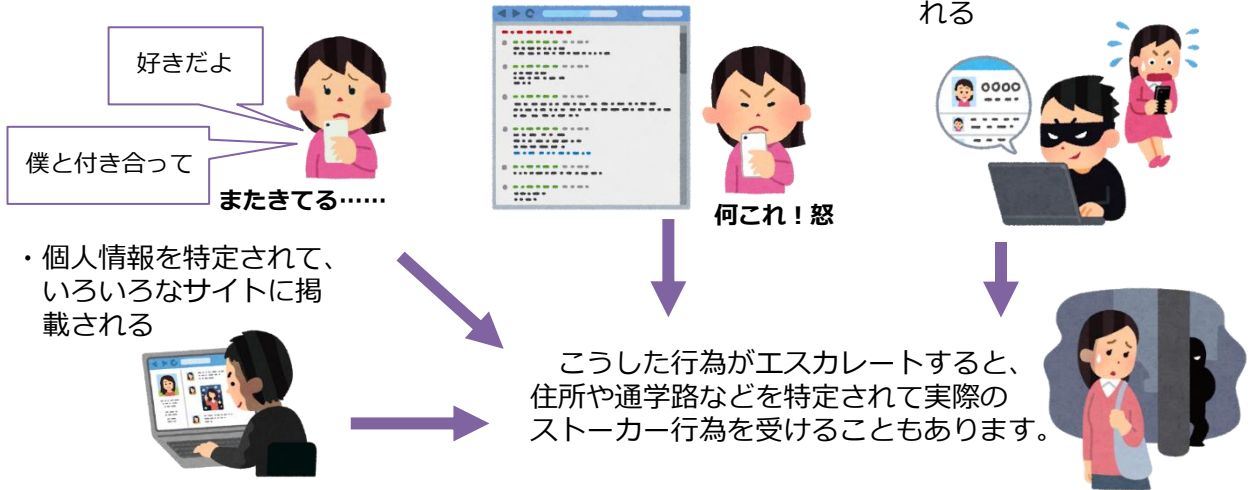 れる
好きだよ
僕と付き合って
またきてる……
何これ！怒
・個人情報を特定されて、
いろいろなサイトに掲
載される
こうした行為がエスカレートすると、
住所や通学路などを特定されて実際の
ストーカー行為を受けることもあります。